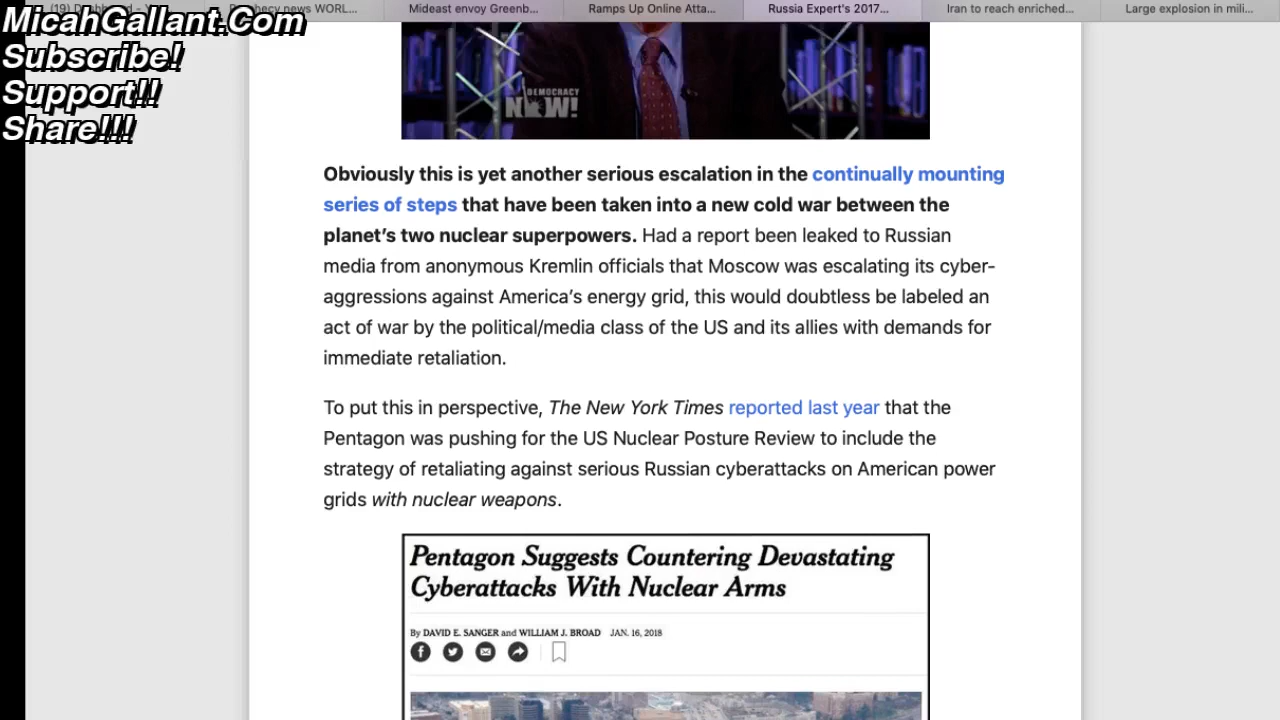 (19) D
hecy news WORL...
Mideast envoy Greenb...
Ramps Up Online Atta...
Russia Expert's 2017...
Iran to reach enriched...
Large explosion in mili...
MicahGallant.Com
Subscribe!
Support!!
Share!!!
DEMOCRACY
NOW!
Obviously this is yet another serious escalation in the continually mounting
series of steps that have been taken into a new cold war between the
planet’s two nuclear superpowers. Had a report been leaked to Russian
media from anonymous Kremlin officials that Moscow was escalating its cyber-
aggressions against America’s energy grid, this would doubtless be labeled an
act of war by the political/media class of the US and its allies with demands for
immediate retaliation.
To put this in perspective, The New York Times reported last year that the
Pentagon was pushing for the US Nuclear Posture Review to include the
strategy of retaliating against serious Russian cyberattacks on American power
grids with nuclear weapons.
Pentagon Suggests Countering Devastating
Cyberattacks With Nuclear Arms
By DAVID E. SANGER and WILLIAM J. BROAD JAN. 16, 2018